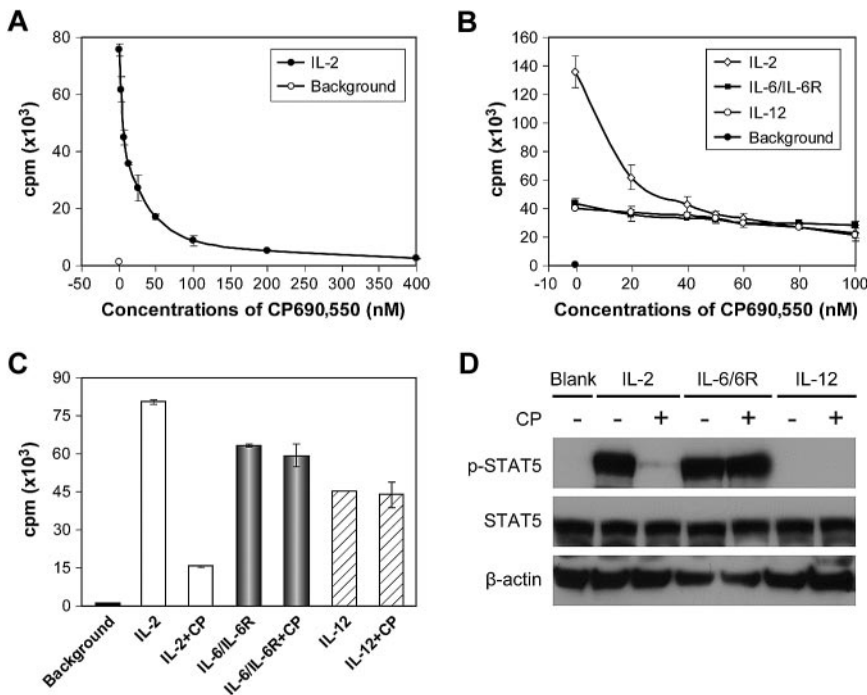 A
80
60
40
20
0
cpm (x10³)
IL-2
Background
-50 0 50 100 150 200 250 300 350 400
Concentrations of CP690,550 (nM)
B
160
140
120
100
80
60
40
20
0
cpm (x10³)
IL-2
IL-6/IL-6R
IL-12
Background
-10 0 20 40 60 80 100
Concentrations of CP690,550 (nM)
C
90
75
60
45
30
15
0
cpm (x10³)
Background
IL-2
IL-2+CP
IL-6/IL-6R
IL-6/IL-6R+CP
IL-12
IL-12+CP
D
Blank IL-2 IL-6/6R IL-12
CP - - + - + - +
p-STAT5
STAT5
β-actin